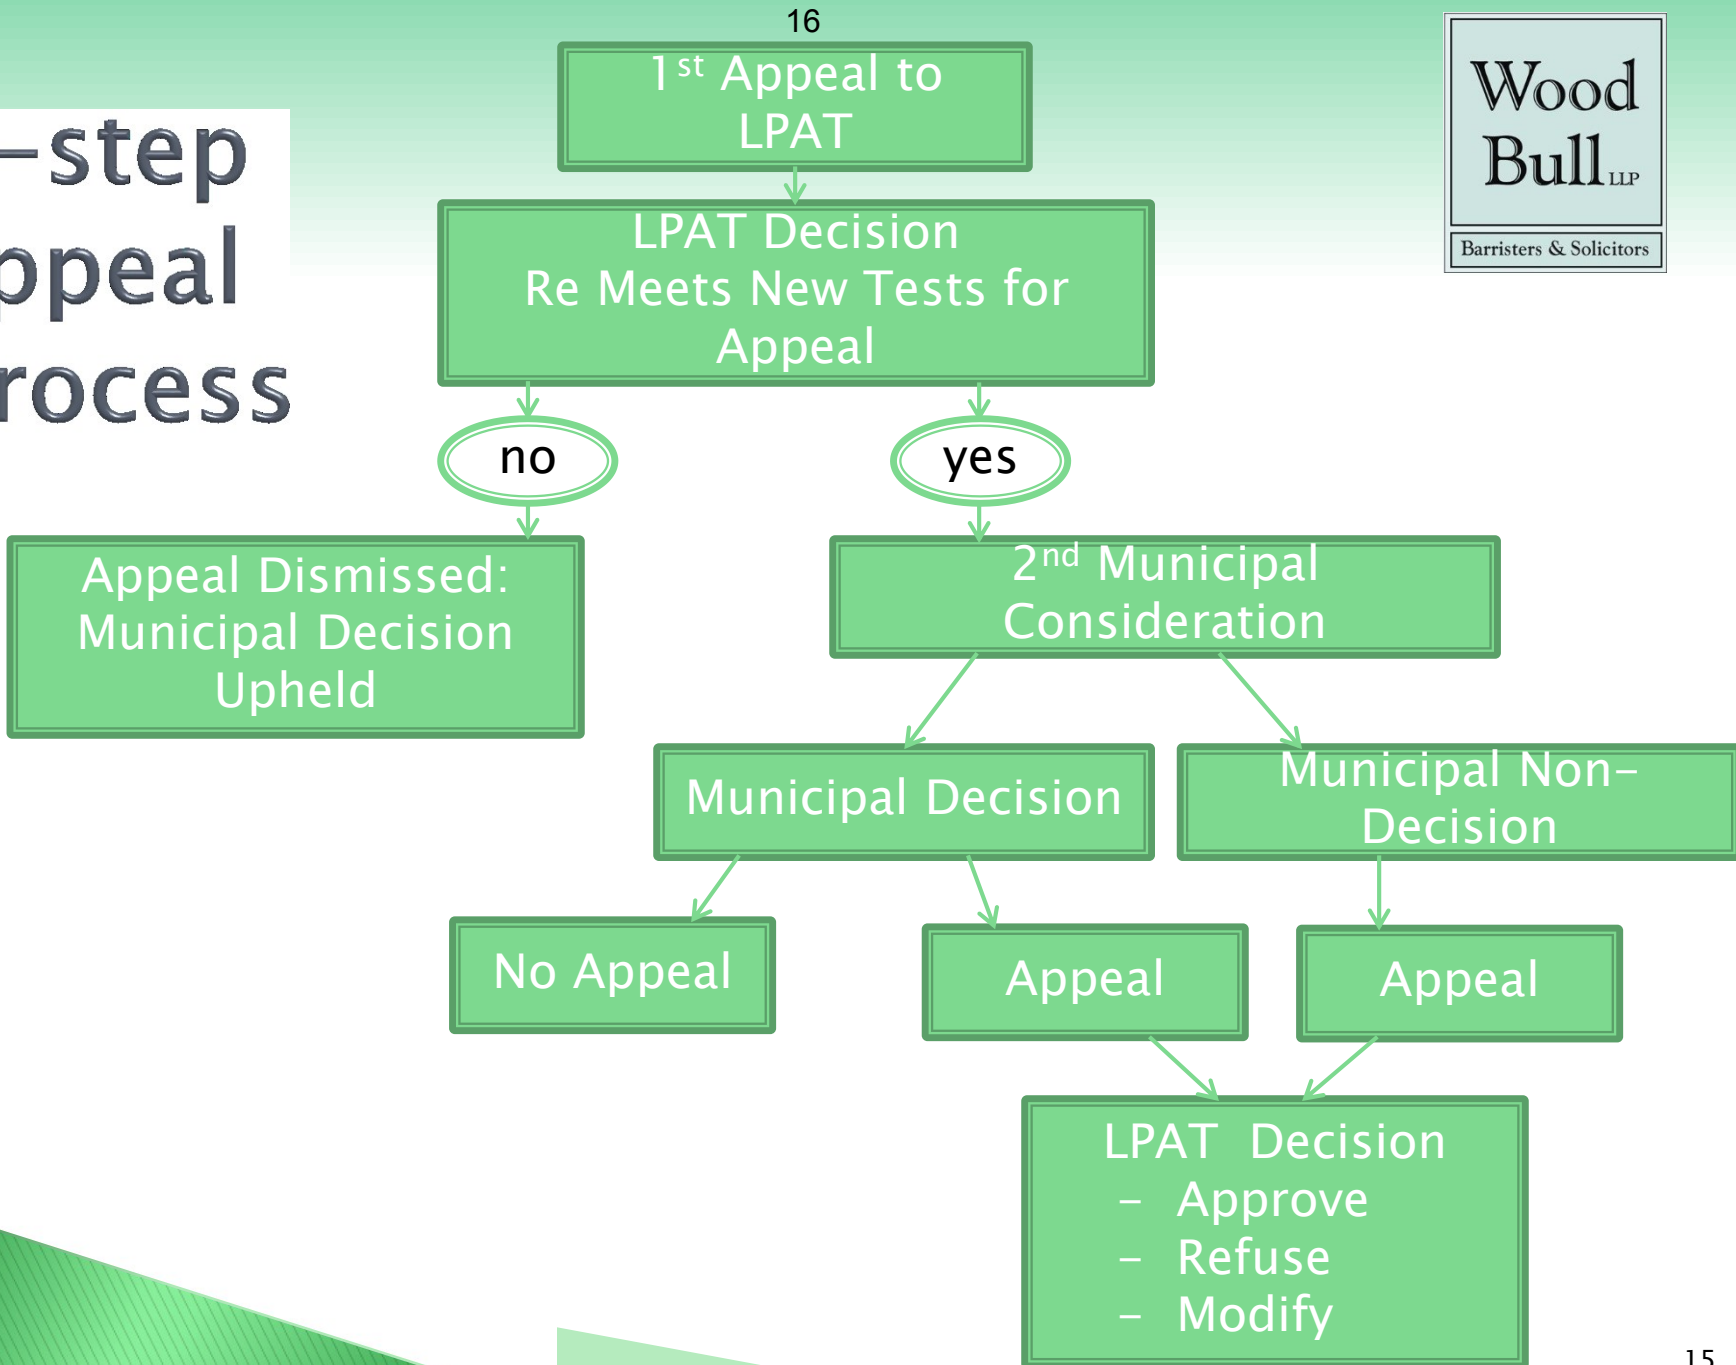 16
-step
ppeal
rocess
Wood
Bull LLP
Barristers & Solicitors
1st Appeal to
LPAT
LPAT Decision
Re Meets New Tests for
Appeal
no
yes
Appeal Dismissed:
Municipal Decision
Upheld
2nd Municipal
Consideration
Municipal Decision
Municipal Non-
Decision
No Appeal
Appeal
Appeal
LPAT Decision
- Approve
- Refuse
- Modify
15